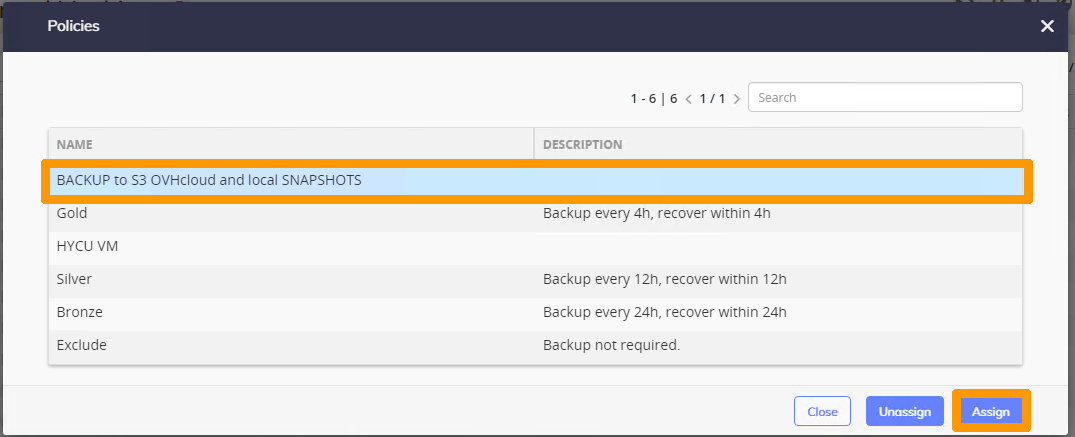 Policies
1 - 6 | 6 < 1 / 1 >
Search
NAME DESCRIPTION
BACKUP to S3 OVHcloud and local SNAPSHOTS
Gold Backup every 4h, recover within 4h
HYCU VM
Silver Backup every 12h, recover within 12h
Bronze Backup every 24h, recover within 24h
Exclude Backup not required.
Close Unassign Assign